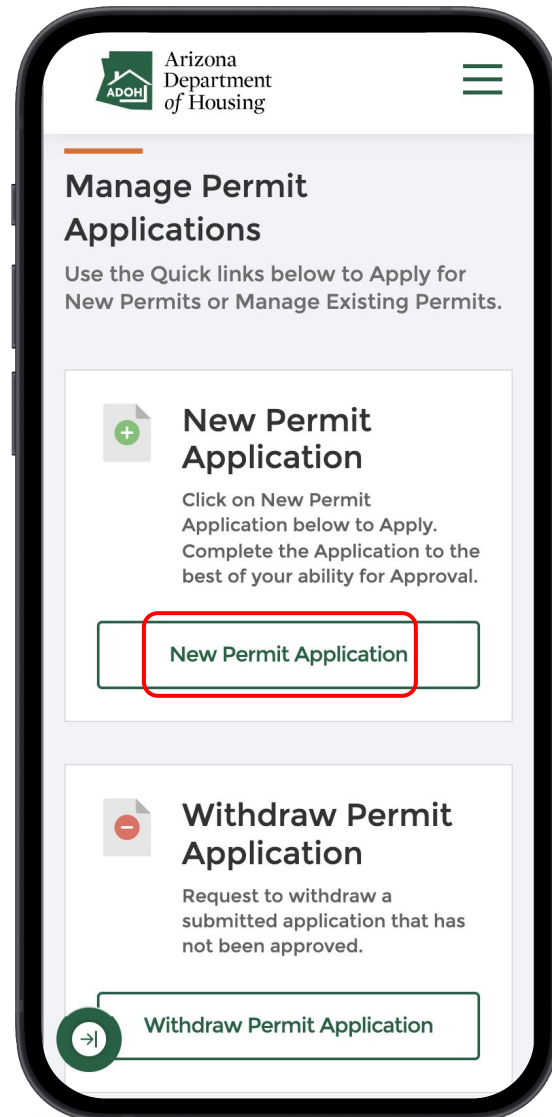 ADOH
Arizona
Department
of Housing
Manage Permit
Applications
Use the Quick links below to Apply for
New Permits or Manage Existing Permits.
New Permit
Application
Click on New Permit
Application below to Apply.
Complete the Application to the
best of your ability for Approval.
New Permit Application
Withdraw Permit
Application
Request to withdraw a
submitted application that has
not been approved.
Withdraw Permit Application